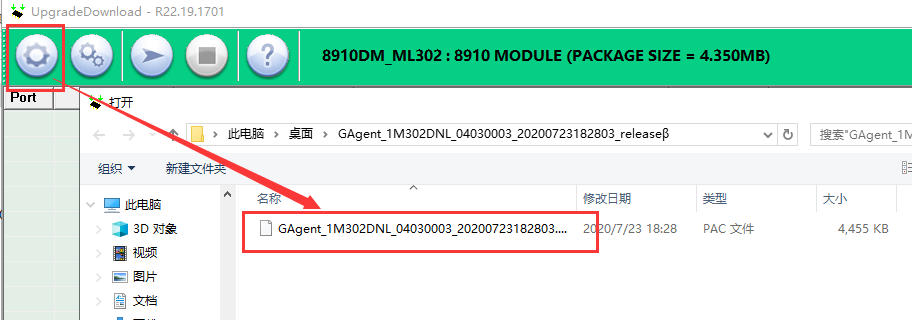 UpgradeDownload - R22.19.1701
8910DM_ML302 : 8910 MODULE (PACKAGE SIZE = 4.350MB)
Port
打开
此电脑 > 桌面 > GAgent_1M302DNL_04030003_20200723182803_releaseβ
搜索"GAgent_1M
组织 新建文件夹
名称 修改日期 类型 大小
此电脑
GAgent_1M302DNL_04030003_20200723182803.... 2020/7/23 18:28 PAC 文件 4,455 KB
3D 对象
视频
图片
文档